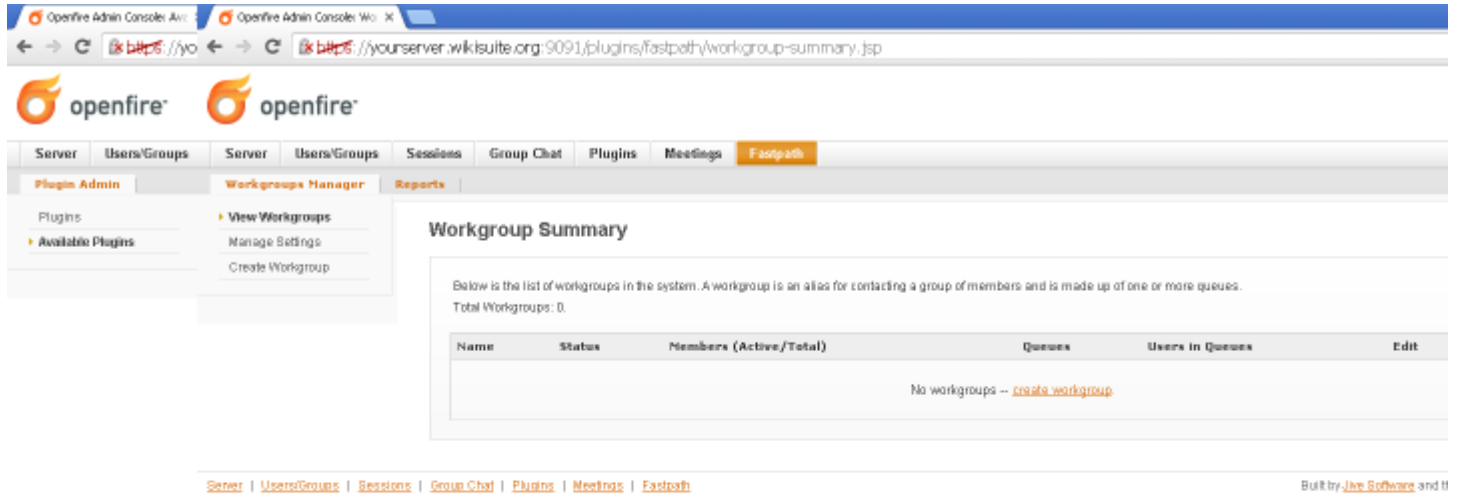 Openfire Admin Console: Av
Openfire Admin Console: Wo
https://yo
https://yourserver.wikisuite.org:9091/plugins/fastpath/workgroup-summary.jsp
openfire
openfire
Server Users/Groups
Server Users/Groups Sessions Group Chat Plugins Meetings Fastpath
Plugin Admin
Workgroups Manager Reports
Plugins
Available Plugins
View Workgroups
Manage Settings
Create Workgroup
Workgroup Summary
Below is the list of workgroups in the system. A workgroup is an alias for contacting a group of members and is made up of one or more queues.
Total Workgroups: 0.
Name Status Members (Active/Total) Queues Users in Queues Edit
No workgroups -- create workgroup.
Server | Users/Groups | Sessions | Group Chat | Plugins | Meetings | Fastpath
Built by Jive Software and th